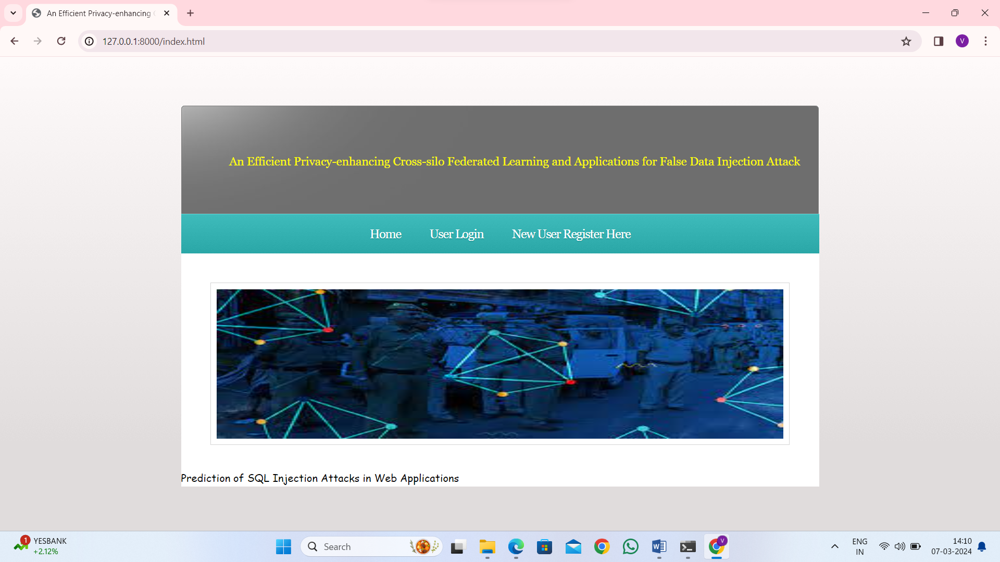 An Efficient Privacy-enhancing
127.0.0.1:8000/index.html
V
An Efficient Privacy-enhancing Cross-silo Federated Learning and Applications for False Data Injection Attack
Home User Login New User Register Here
Prediction of SQL Injection Attacks in Web Applications
1
YESBANK
+2.12%
Search
V
ENG
IN
14:10
07-03-2024